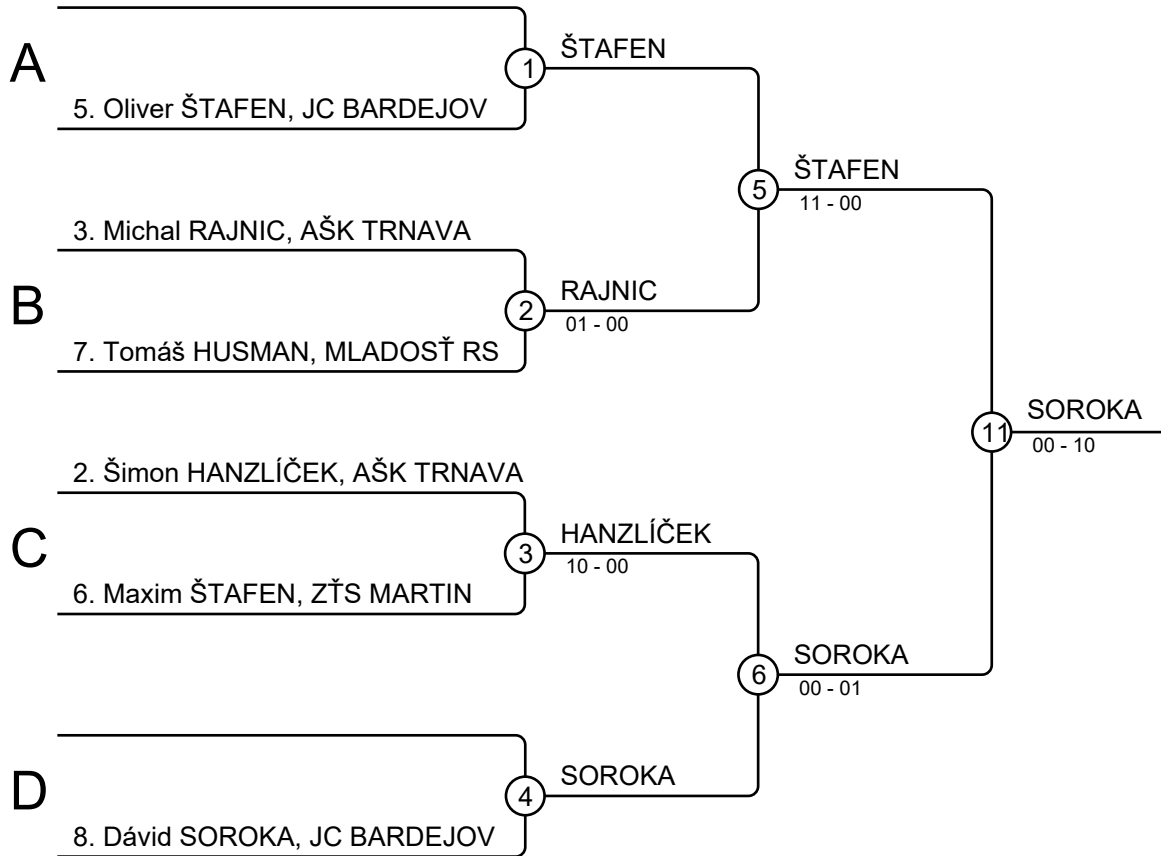 A
1
ŠTAFEN
5. Oliver ŠTAFEN, JC BARDEJOV
5
ŠTAFEN
11 - 00
3. Michal RAJNIC, AŠK TRNAVA
B
2
RAJNIC
01 - 00
7. Tomáš HUSMAN, MLADOSŤ RS
11
SOROKA
00 - 10
2. Šimon HANZLÍČEK, AŠK TRNAVA
C
3
HANZLÍČEK
10 - 00
6. Maxim ŠTAFEN, ZŤS MARTIN
6
SOROKA
00 - 01
D
4
SOROKA
8. Dávid SOROKA, JC BARDEJOV